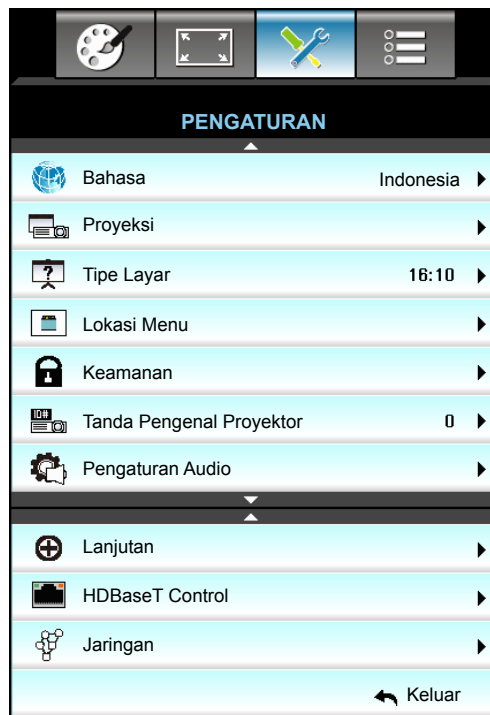 PENGATURAN
Bahasa Indonesia
Proyeksi
? Tipe Layar 16:10
Lokasi Menu
Keamanan
ID# Tanda Pengenal Proyektor 0
Pengaturan Audio
Lanjutan
HDBaseT Control
Jaringan
Keluar